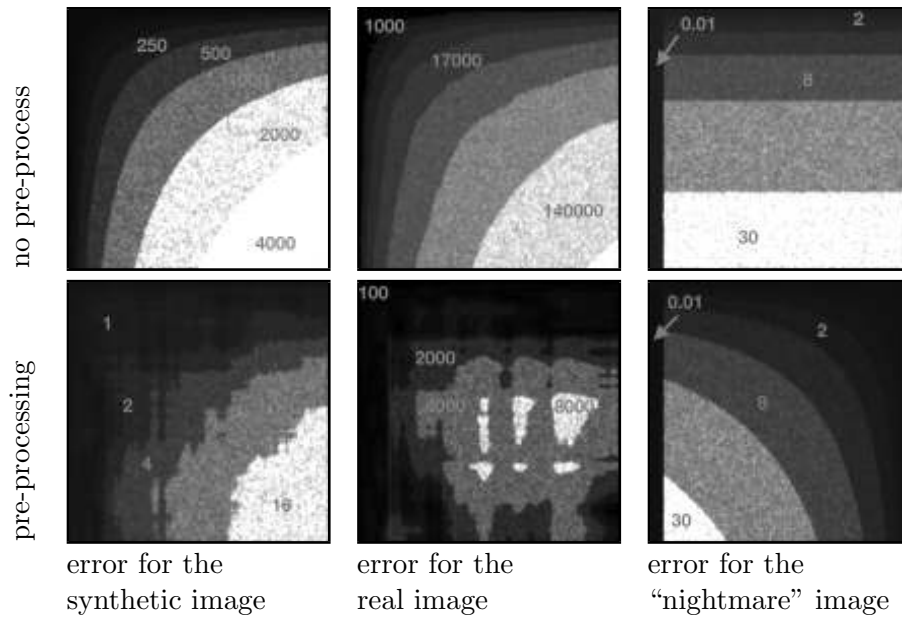 no pre-process
250
500
2000
4000
1000
17000
140000
0.01
2
8
30
pre-processing
1
2
4
16
100
2000
8000
0.01
2
8
30
error for the
synthetic image
error for the
real image
error for the
“nightmare” image